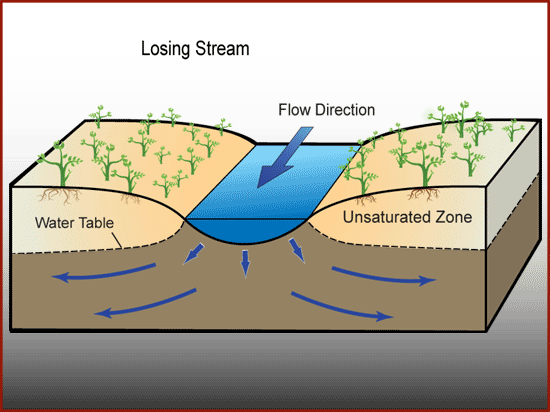 Losing Stream
Flow Direction
Water Table
Unsaturated Zone